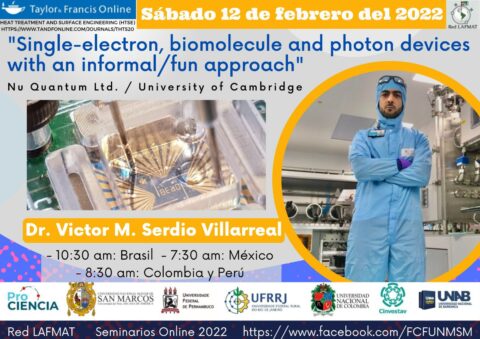 Taylor & Francis Online
HEAT TREATMENT AND SURFACE ENGINEERING (HTSE)
HTTPS://WWW.TANDFONLINE.COM/JOURNALS/THTS20
Sábado 12 de febrero del 2022
Red LAFMAT
"Single-electron, biomolecule and photon devices
with an informal/fun approach"
Nu Quantum Ltd. / University of Cambridge
Dr. Victor M. Serdio Villarreal
- 10:30 am: Brasil - 7:30 am: México
- 8:30 am: Colombia y Perú
Pro
CIENCIA
SAN MARCOS
UNIVERSIDADE
FEDERAL
DE PERNAMBUCO
UFRRJ
UNIVERSIDAD
NACIONAL
DE COLOMBIA
Cinvestav
UNAB
Red LAFMAT Seminarios Online 2022 https://www.facebook.com/FCFUNMSM